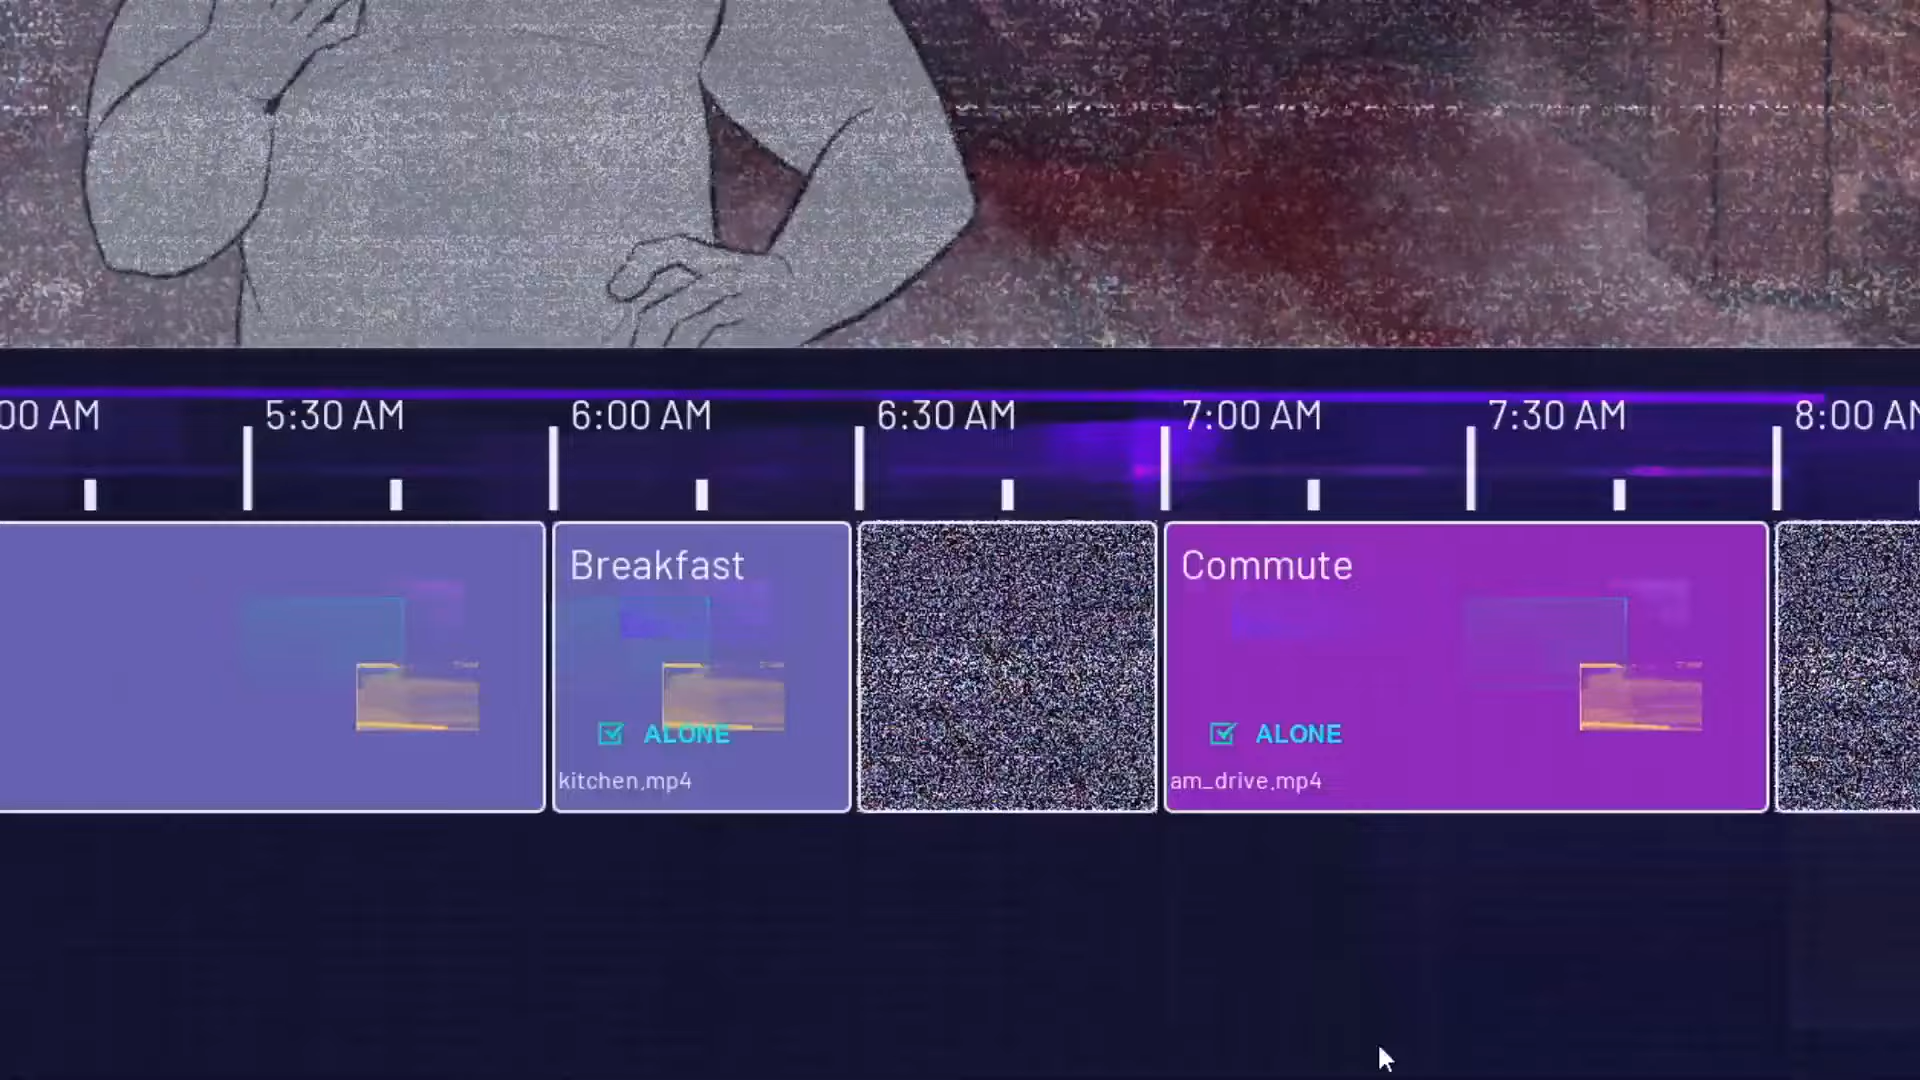 00 AM 5:30 AM 6:00 AM 6:30 AM 7:00 AM 7:30 AM 8:00 AM
Breakfast
ALONE
kitchen.mp4
Commute
ALONE
am_drive.mp4